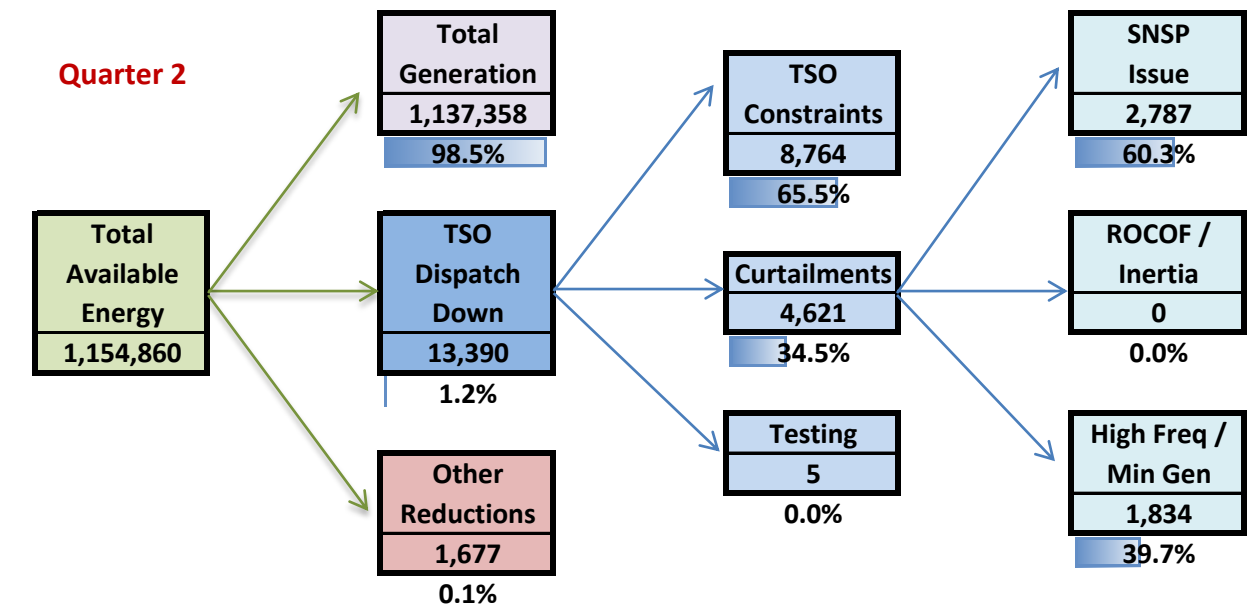 Quarter 2
Total
Available
Energy
1,154,860
Total
Generation
1,137,358
98.5%
TSO
Dispatch
Down
13,390
1.2%
Other
Reductions
1,677
0.1%
TSO
Constraints
8,764
65.5%
Curtailments
4,621
34.5%
Testing
5
0.0%
SNSP
Issue
2,787
60.3%
ROCOF /
Inertia
0
0.0%
High Freq /
Min Gen
1,834
39.7%